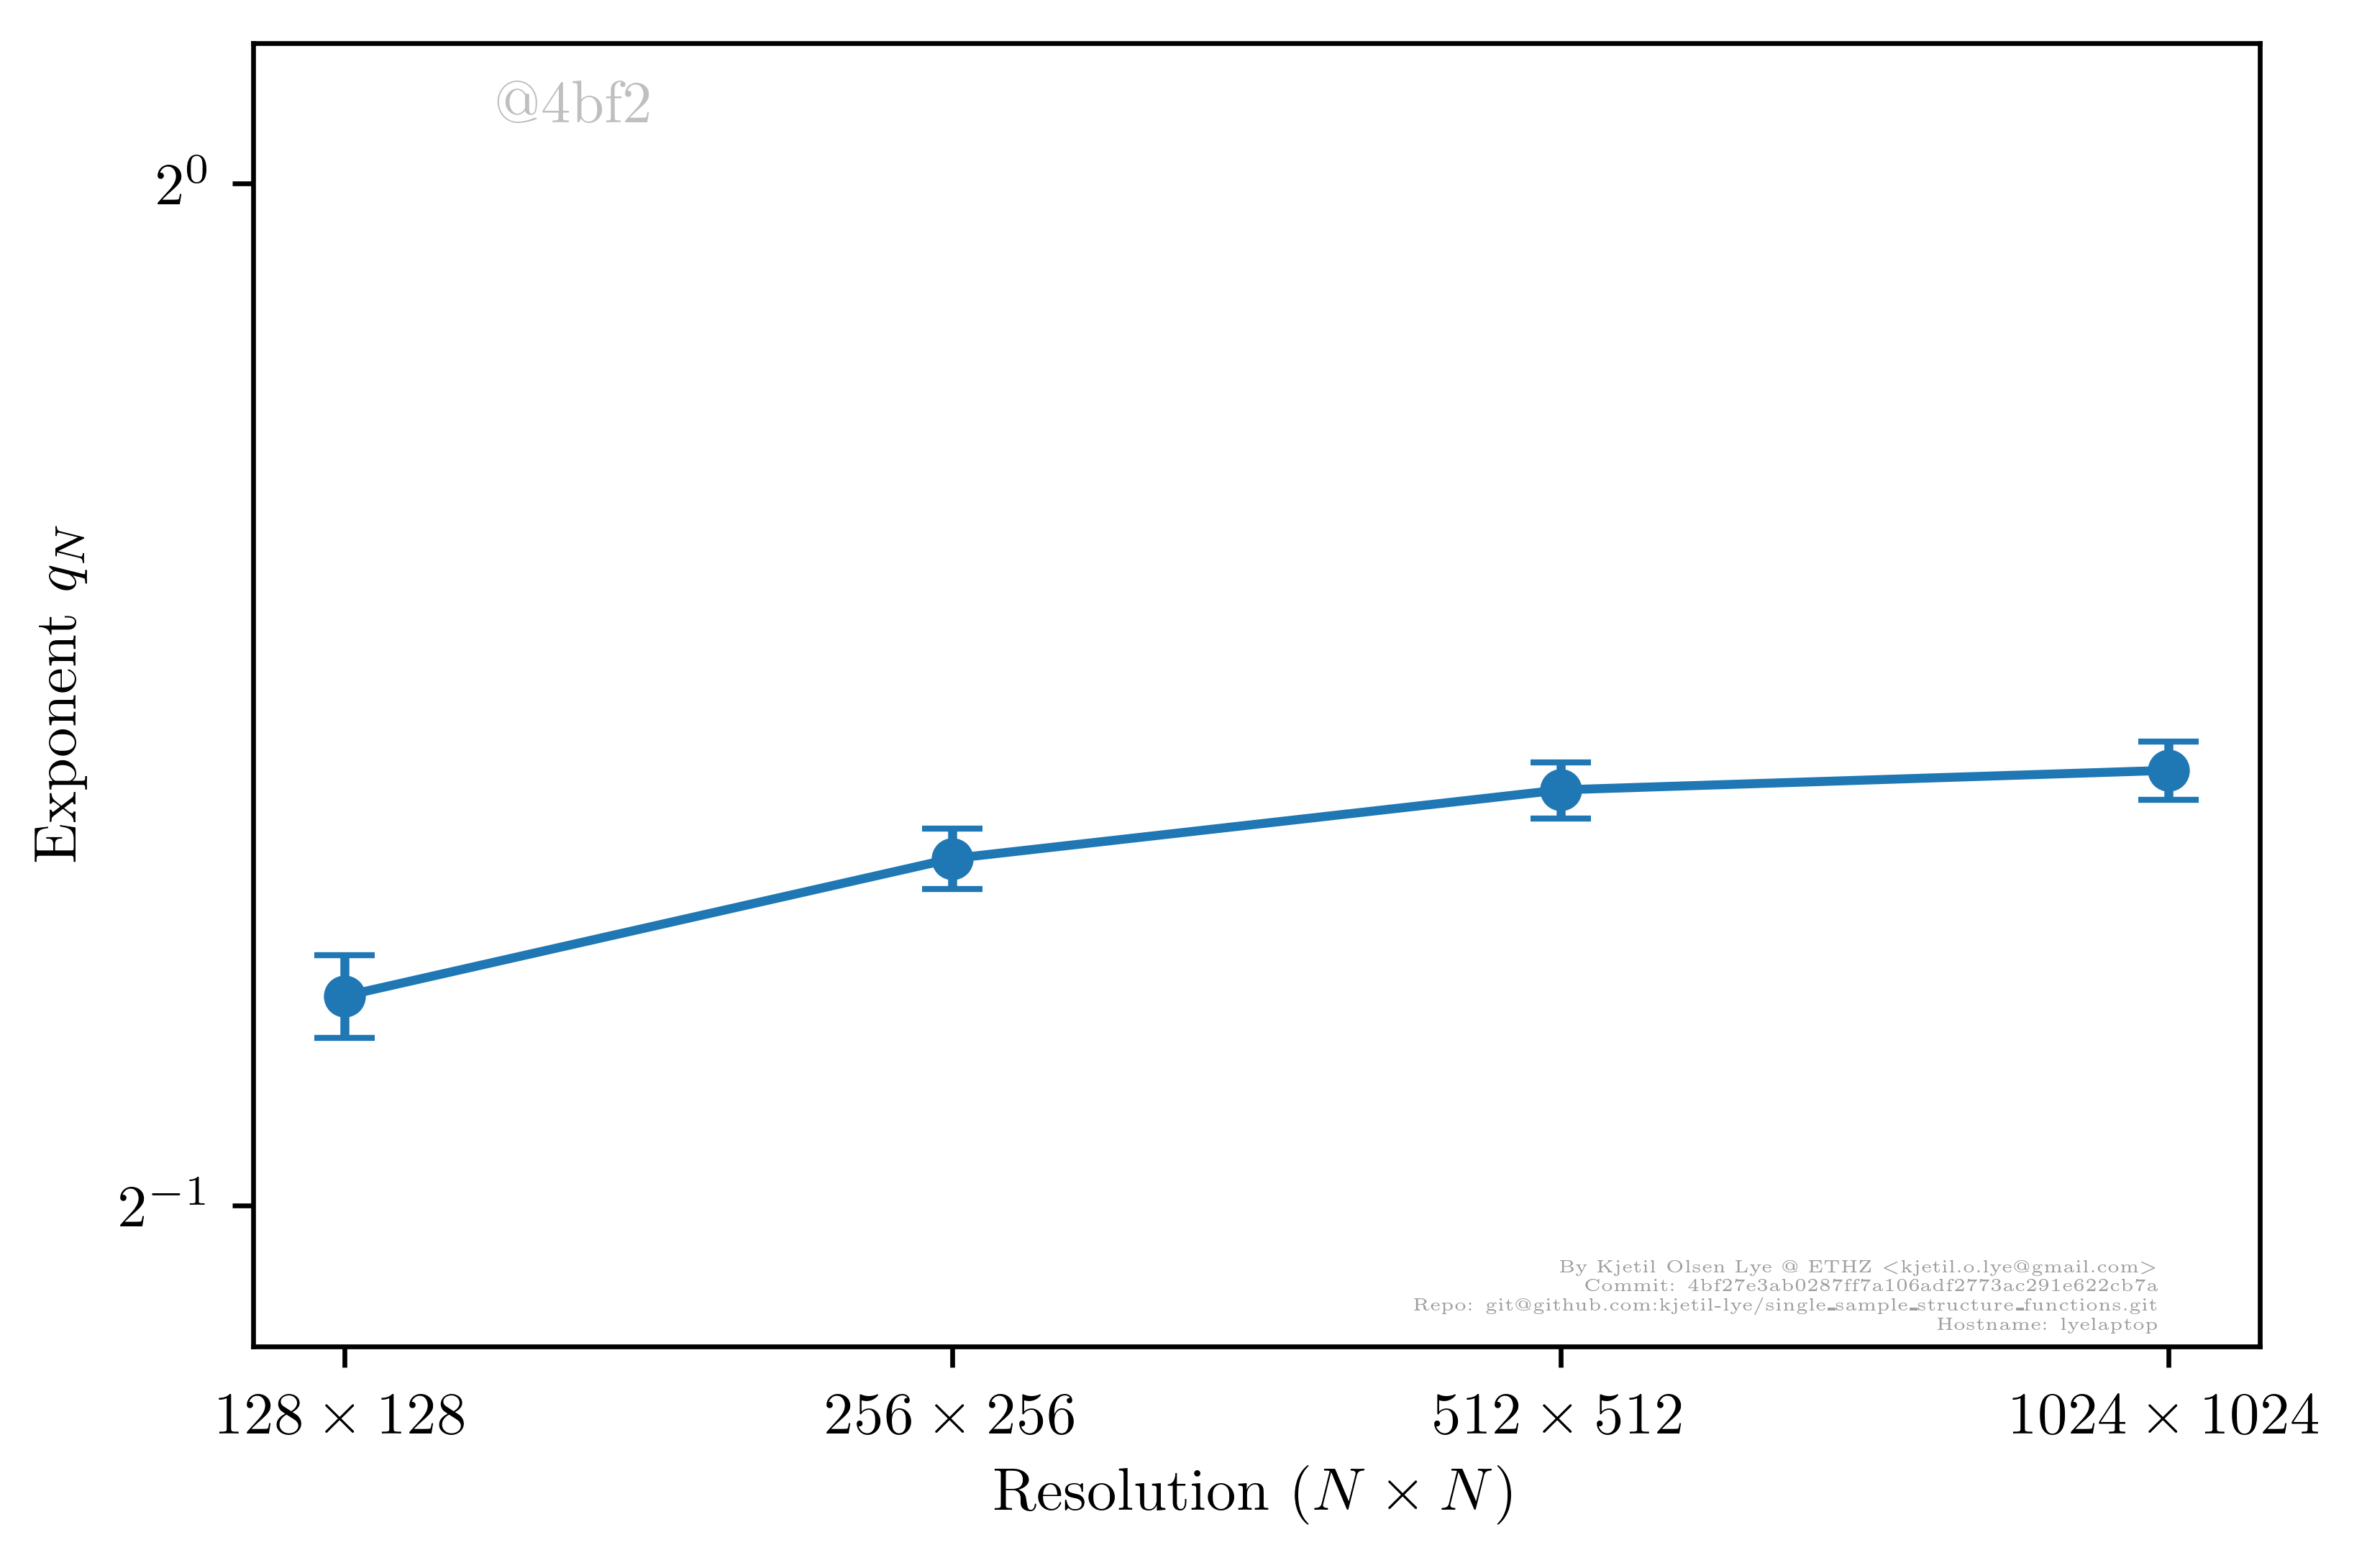 @4bf2
2^0
Exponent q_N
2^{-1}
By Kjetil Olsen Lye @ ETHZ <kjetil.o.lye@gmail.com>
Commit: 4bf27e3ab0287ff7a106adf2773ac291e622cb7a
Repo: git@github.com:kjetil-lye/single_sample_structure_functions.git
Hostname: lyelaptop
128 × 128
256 × 256
512 × 512
1024 × 1024
Resolution (N × N)